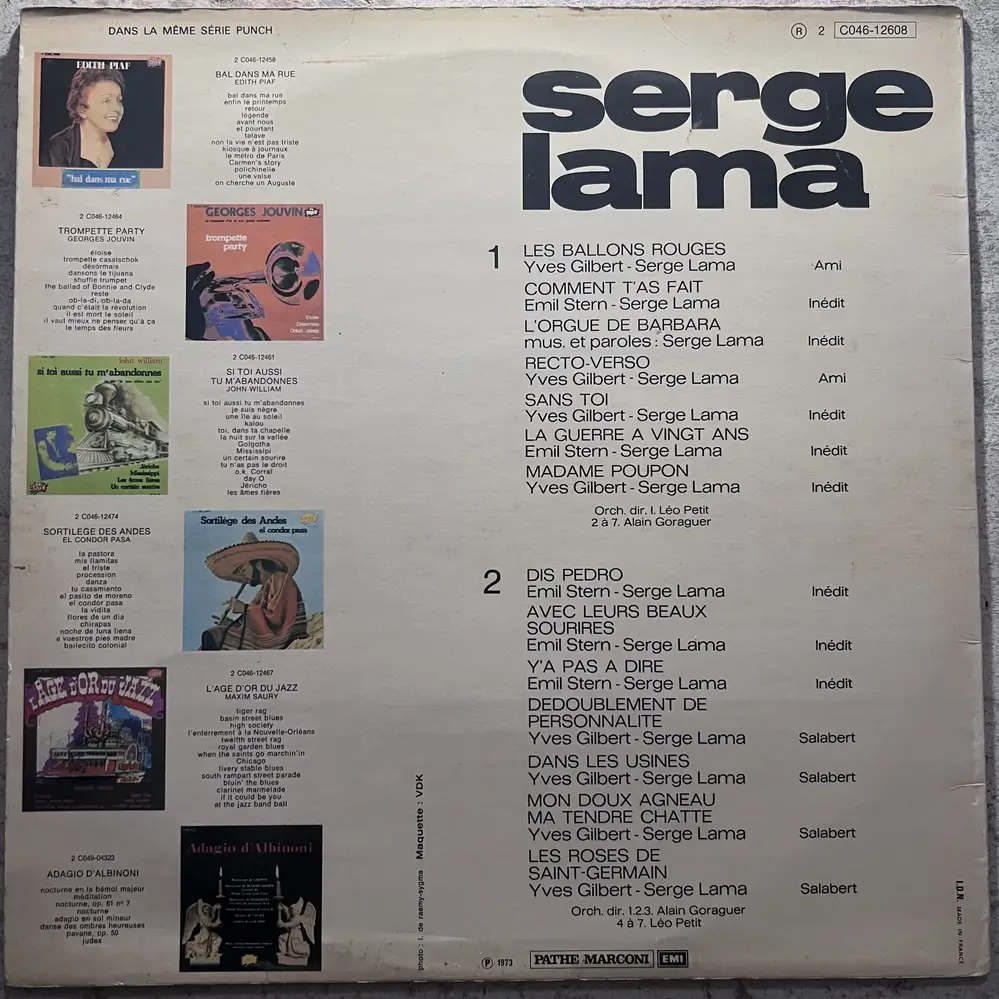 DANS LA MÊME SÉRIE PUNCH
EDITH PIAF
"bal dans ma rue"
2 C046-12458
BAL DANS MA RUE
EDITH PIAF
bal dans ma rue
enfin le printemps
retour
légende
avant nous
et pourtant
tatave
non ta vie n'est pas triste
kiosque à journaux
le métro de Paris
Carmen's story
polichinelle
une valse
on cherche un Auguste
2 C046-12464
TROMPETTE PARTY
GEORGES JOUVIN
éloise
trompette casatschok
désormais
dansons le tijuana
shuffle trumpet
the ballad of Bonnie and Clyde
reste
ob-la-di, ob-la-da
quand c'était la révolution
il est mort le soleil
il vaut mieux ne penser qu'à ça
le temps des fleurs
GEORGES JOUVIN
trompette
party
john william
si toi aussi tu m'abandonnes
Jéricho
Mississippi
Les âmes fières
Un certain sourire
2 C046-12461
SI TOI AUSSI
TU M'ABANDONNES
JOHN WILLIAM
si toi aussi tu m'abandonnes
je suis nègre
une île au soleil
kalou
toi, dans ta chapelle
la nuit sur la vallée
Golgotha
Mississipi
un certain sourire
tu n'as pas le droit
o.k. Corral
day O
Jéricho
les âmes fières
2 C046-12474
SORTILEGE DES ANDES
EL CONDOR PASA
la pastora
mis llamitas
el triste
procession
danza
tu casamiento
el pasito de moreno
el condor pasa
la vidita
flores de un dia
chirapas
noche de luna liena
a vuestros pies madre
bailecito colonial
Sortilège des Andes
el condor pasa
L'AGE D'OR DU JAZZ
2 C046-12467
L'AGE D'OR DU JAZZ
MAXIM SAURY
tiger rag
basin street blues
high society
l'enterrement à la Nouvelle-Orléans
twelfth street rag
royal garden blues
when the saints go marchin'in
Chicago
livery stable blues
south rampart street parade
bluin' the blues
clarinet marmelade
if it could be you
at the jazz band ball
2 C049-04323
ADAGIO D'ALBINONI
nocturne en la bémol majeur
méditation
nocturne, op. 61 n° 7
nocturne
adagio en sol mineur
danse des ombres heureuses
pavane, op. 50
judex
Adagio d'Albinoni
photo : l. de raemy-sygma Maquette : VDK
R 2 C046-12608
serge
lama
1
LES BALLONS ROUGES
Yves Gilbert - Serge Lama Ami
COMMENT T'AS FAIT
Emil Stern - Serge Lama Inédit
L'ORGUE DE BARBARA
mus. et paroles : Serge Lama Inédit
RECTO-VERSO
Yves Gilbert - Serge Lama Ami
SANS TOI
Yves Gilbert - Serge Lama Inédit
LA GUERRE A VINGT ANS
Emil Stern - Serge Lama Inédit
MADAME POUPON
Yves Gilbert - Serge Lama Inédit
Orch. dir. I. Léo Petit
2 à 7. Alain Goraguer
2
DIS PEDRO
Emil Stern - Serge Lama Inédit
AVEC LEURS BEAUX
SOURIRES
Emil Stern - Serge Lama Inédit
Y'A PAS A DIRE
Emil Stern - Serge Lama Inédit
DEDOUBLEMENT DE
PERSONNALITE
Yves Gilbert - Serge Lama Salabert
DANS LES USINES
Yves Gilbert - Serge Lama Salabert
MON DOUX AGNEAU
MA TENDRE CHATTE
Yves Gilbert - Serge Lama Salabert
LES ROSES DE
SAINT-GERMAIN
Yves Gilbert - Serge Lama Salabert
Orch. dir. 1.2.3. Alain Goraguer
4 à 7. Léo Petit
℗ 1973 PATHE MARCONI EMI
I.D.N. MADE IN FRANCE